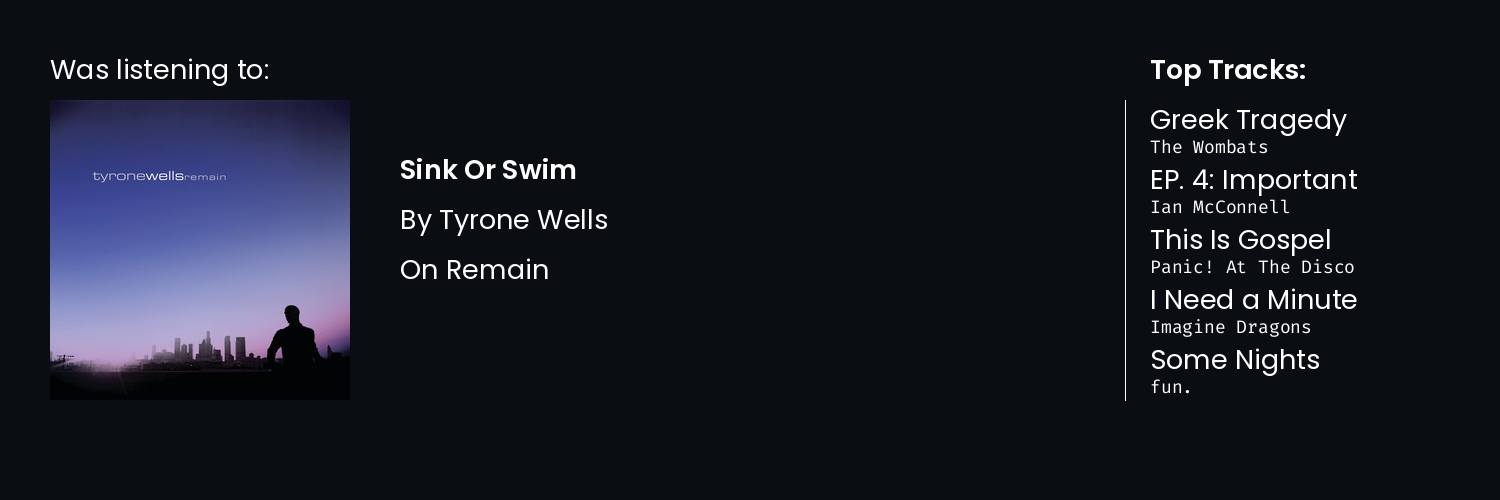 Was listening to:
tyronewellsremain
Sink Or Swim
By Tyrone Wells
On Remain
Top Tracks:
Greek Tragedy
The Wombats
EP. 4: Important
Ian McConnell
This Is Gospel
Panic! At The Disco
I Need a Minute
Imagine Dragons
Some Nights
fun.